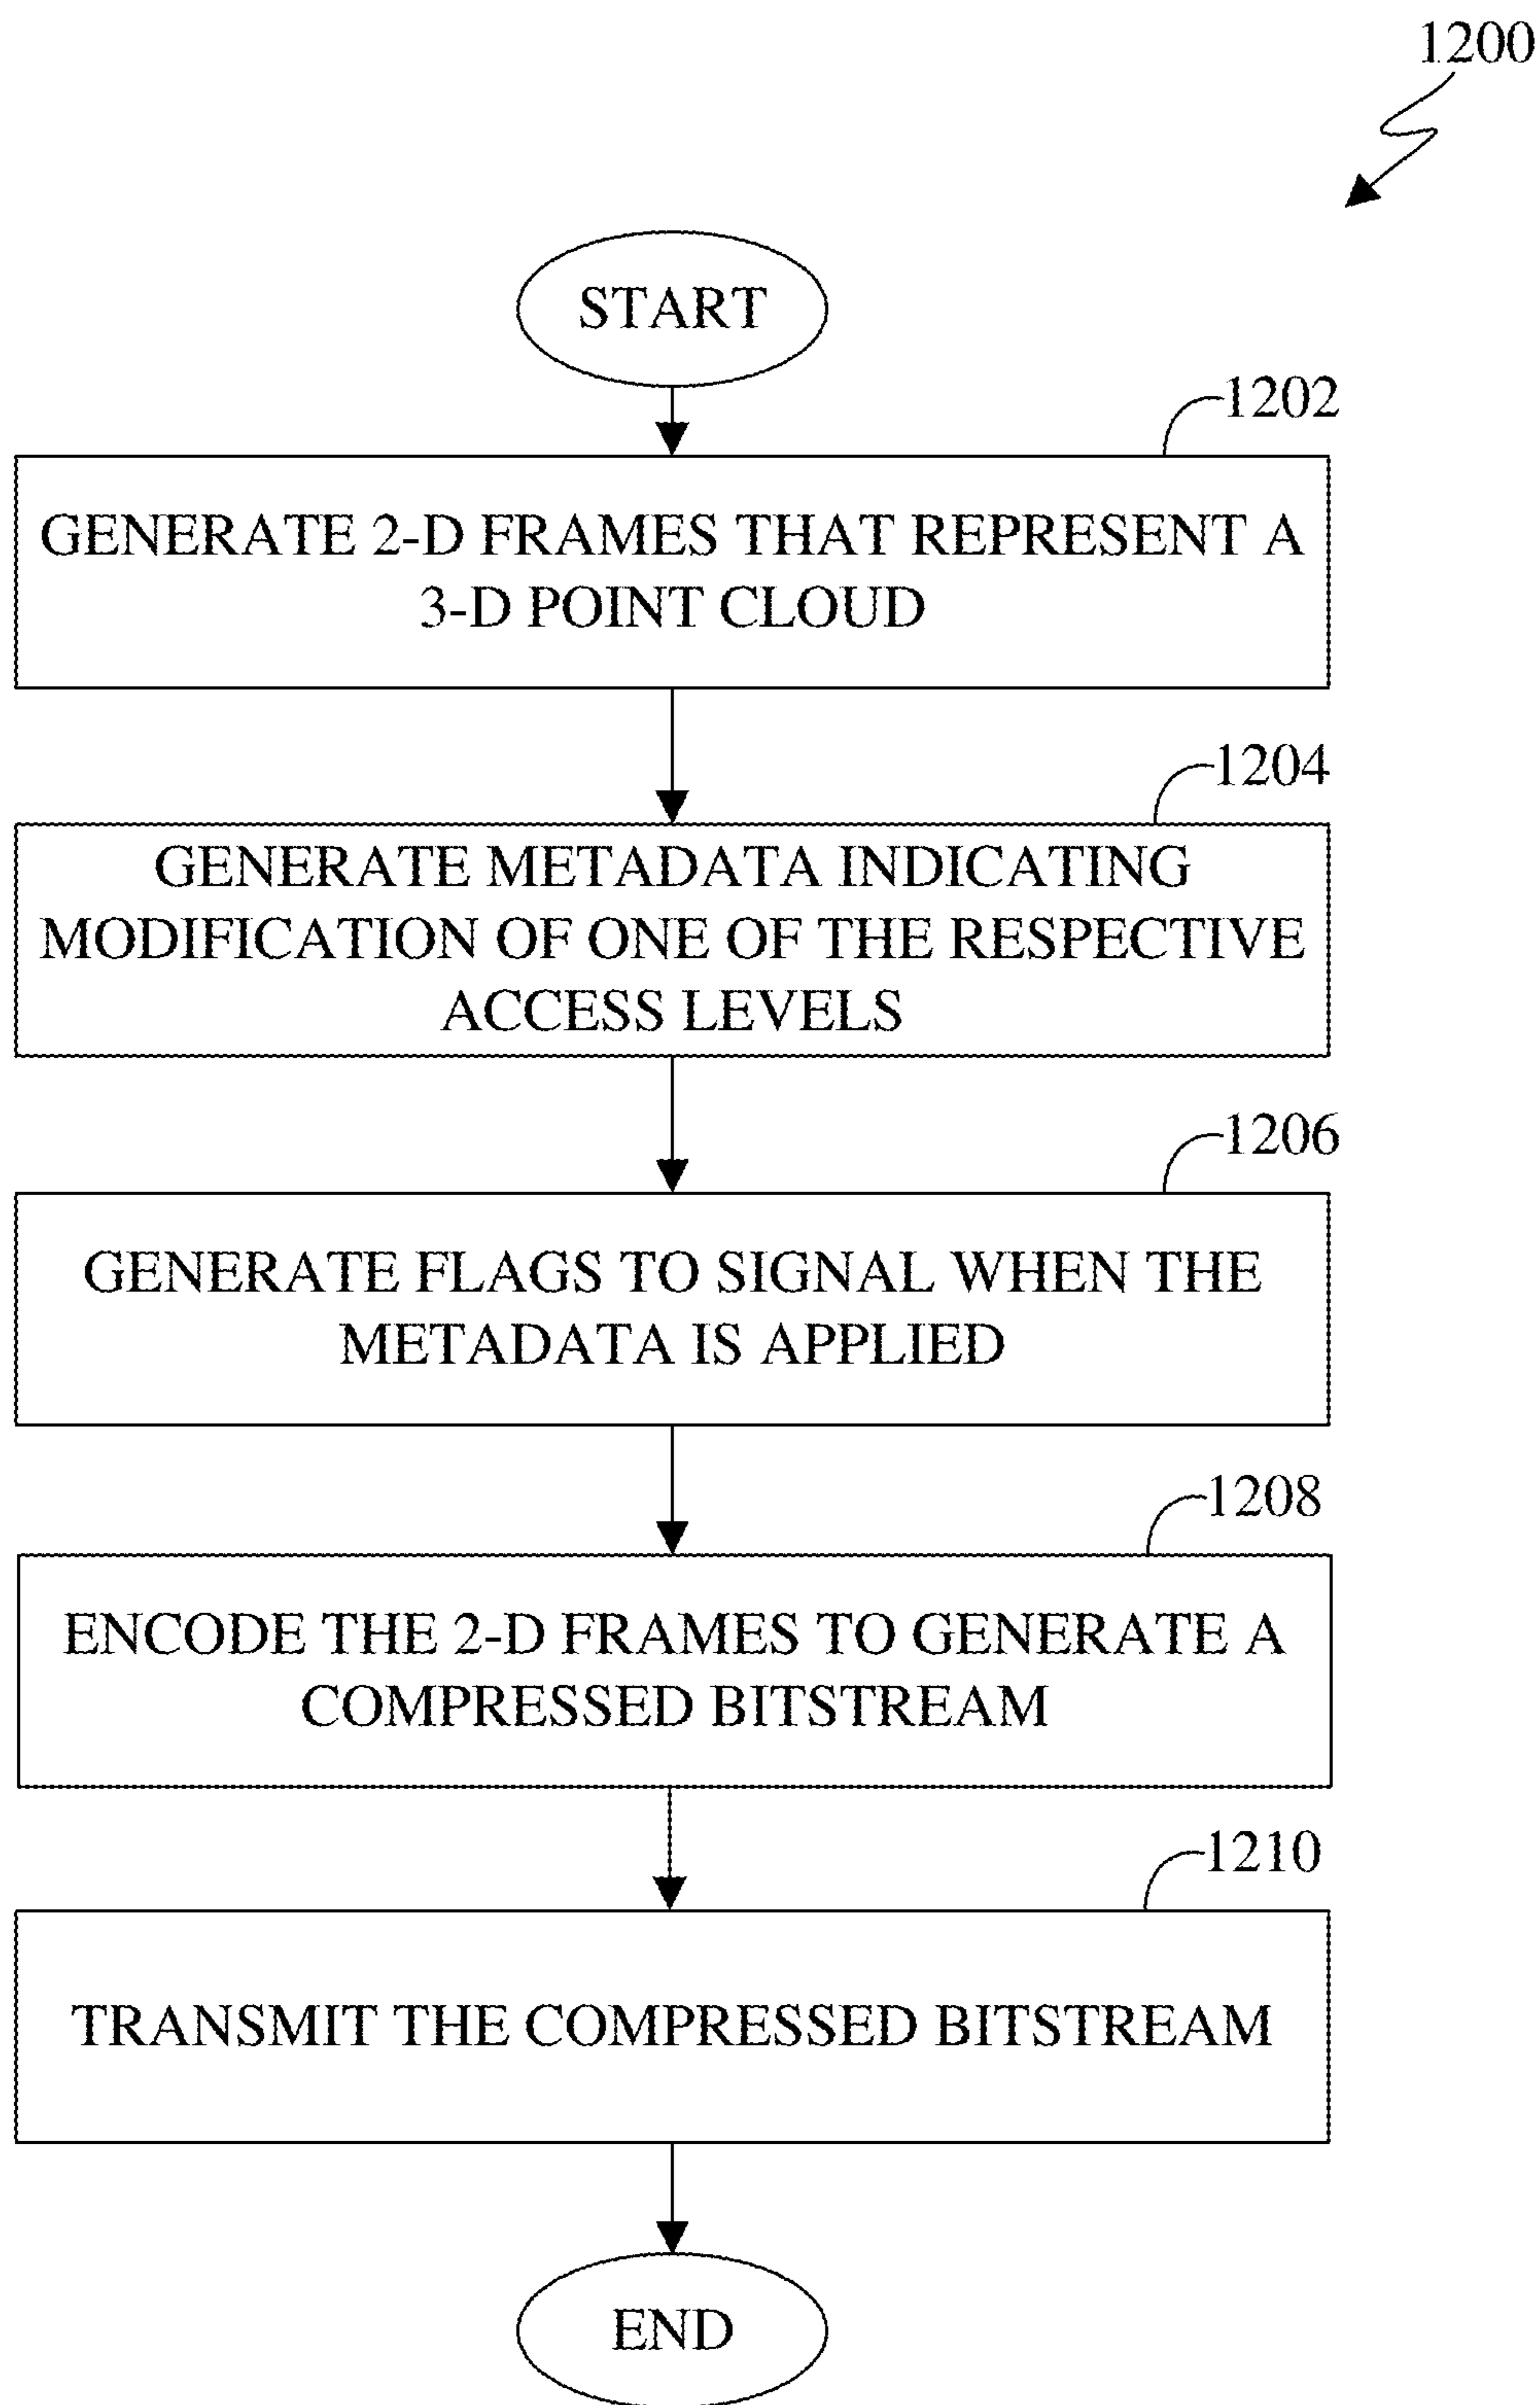 1200
START
1202
GENERATE 2-D FRAMES THAT REPRESENT A
3-D POINT CLOUD
1204
GENERATE METADATA INDICATING
MODIFICATION OF ONE OF THE RESPECTIVE
ACCESS LEVELS
1206
GENERATE FLAGS TO SIGNAL WHEN THE
METADATA IS APPLIED
1208
ENCODE THE 2-D FRAMES TO GENERATE A
COMPRESSED BITSTREAM
1210
TRANSMIT THE COMPRESSED BITSTREAM
END